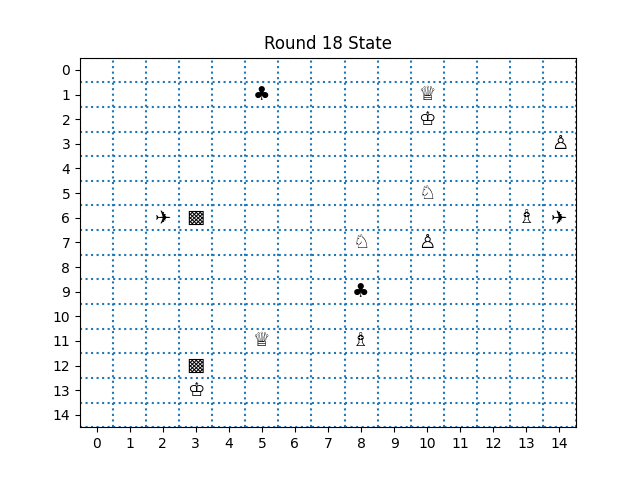 Round 18 State
0
1 ♣ ♕
2 ♔
3 ♙
4
5 ♘
6 ✈ ▩ ♗ ✈
7 ♘ ♙
8
9 ♣
10
11 ♕ ♗
12 ▩
13 ♔
14
0 1 2 3 4 5 6 7 8 9 10 11 12 13 14